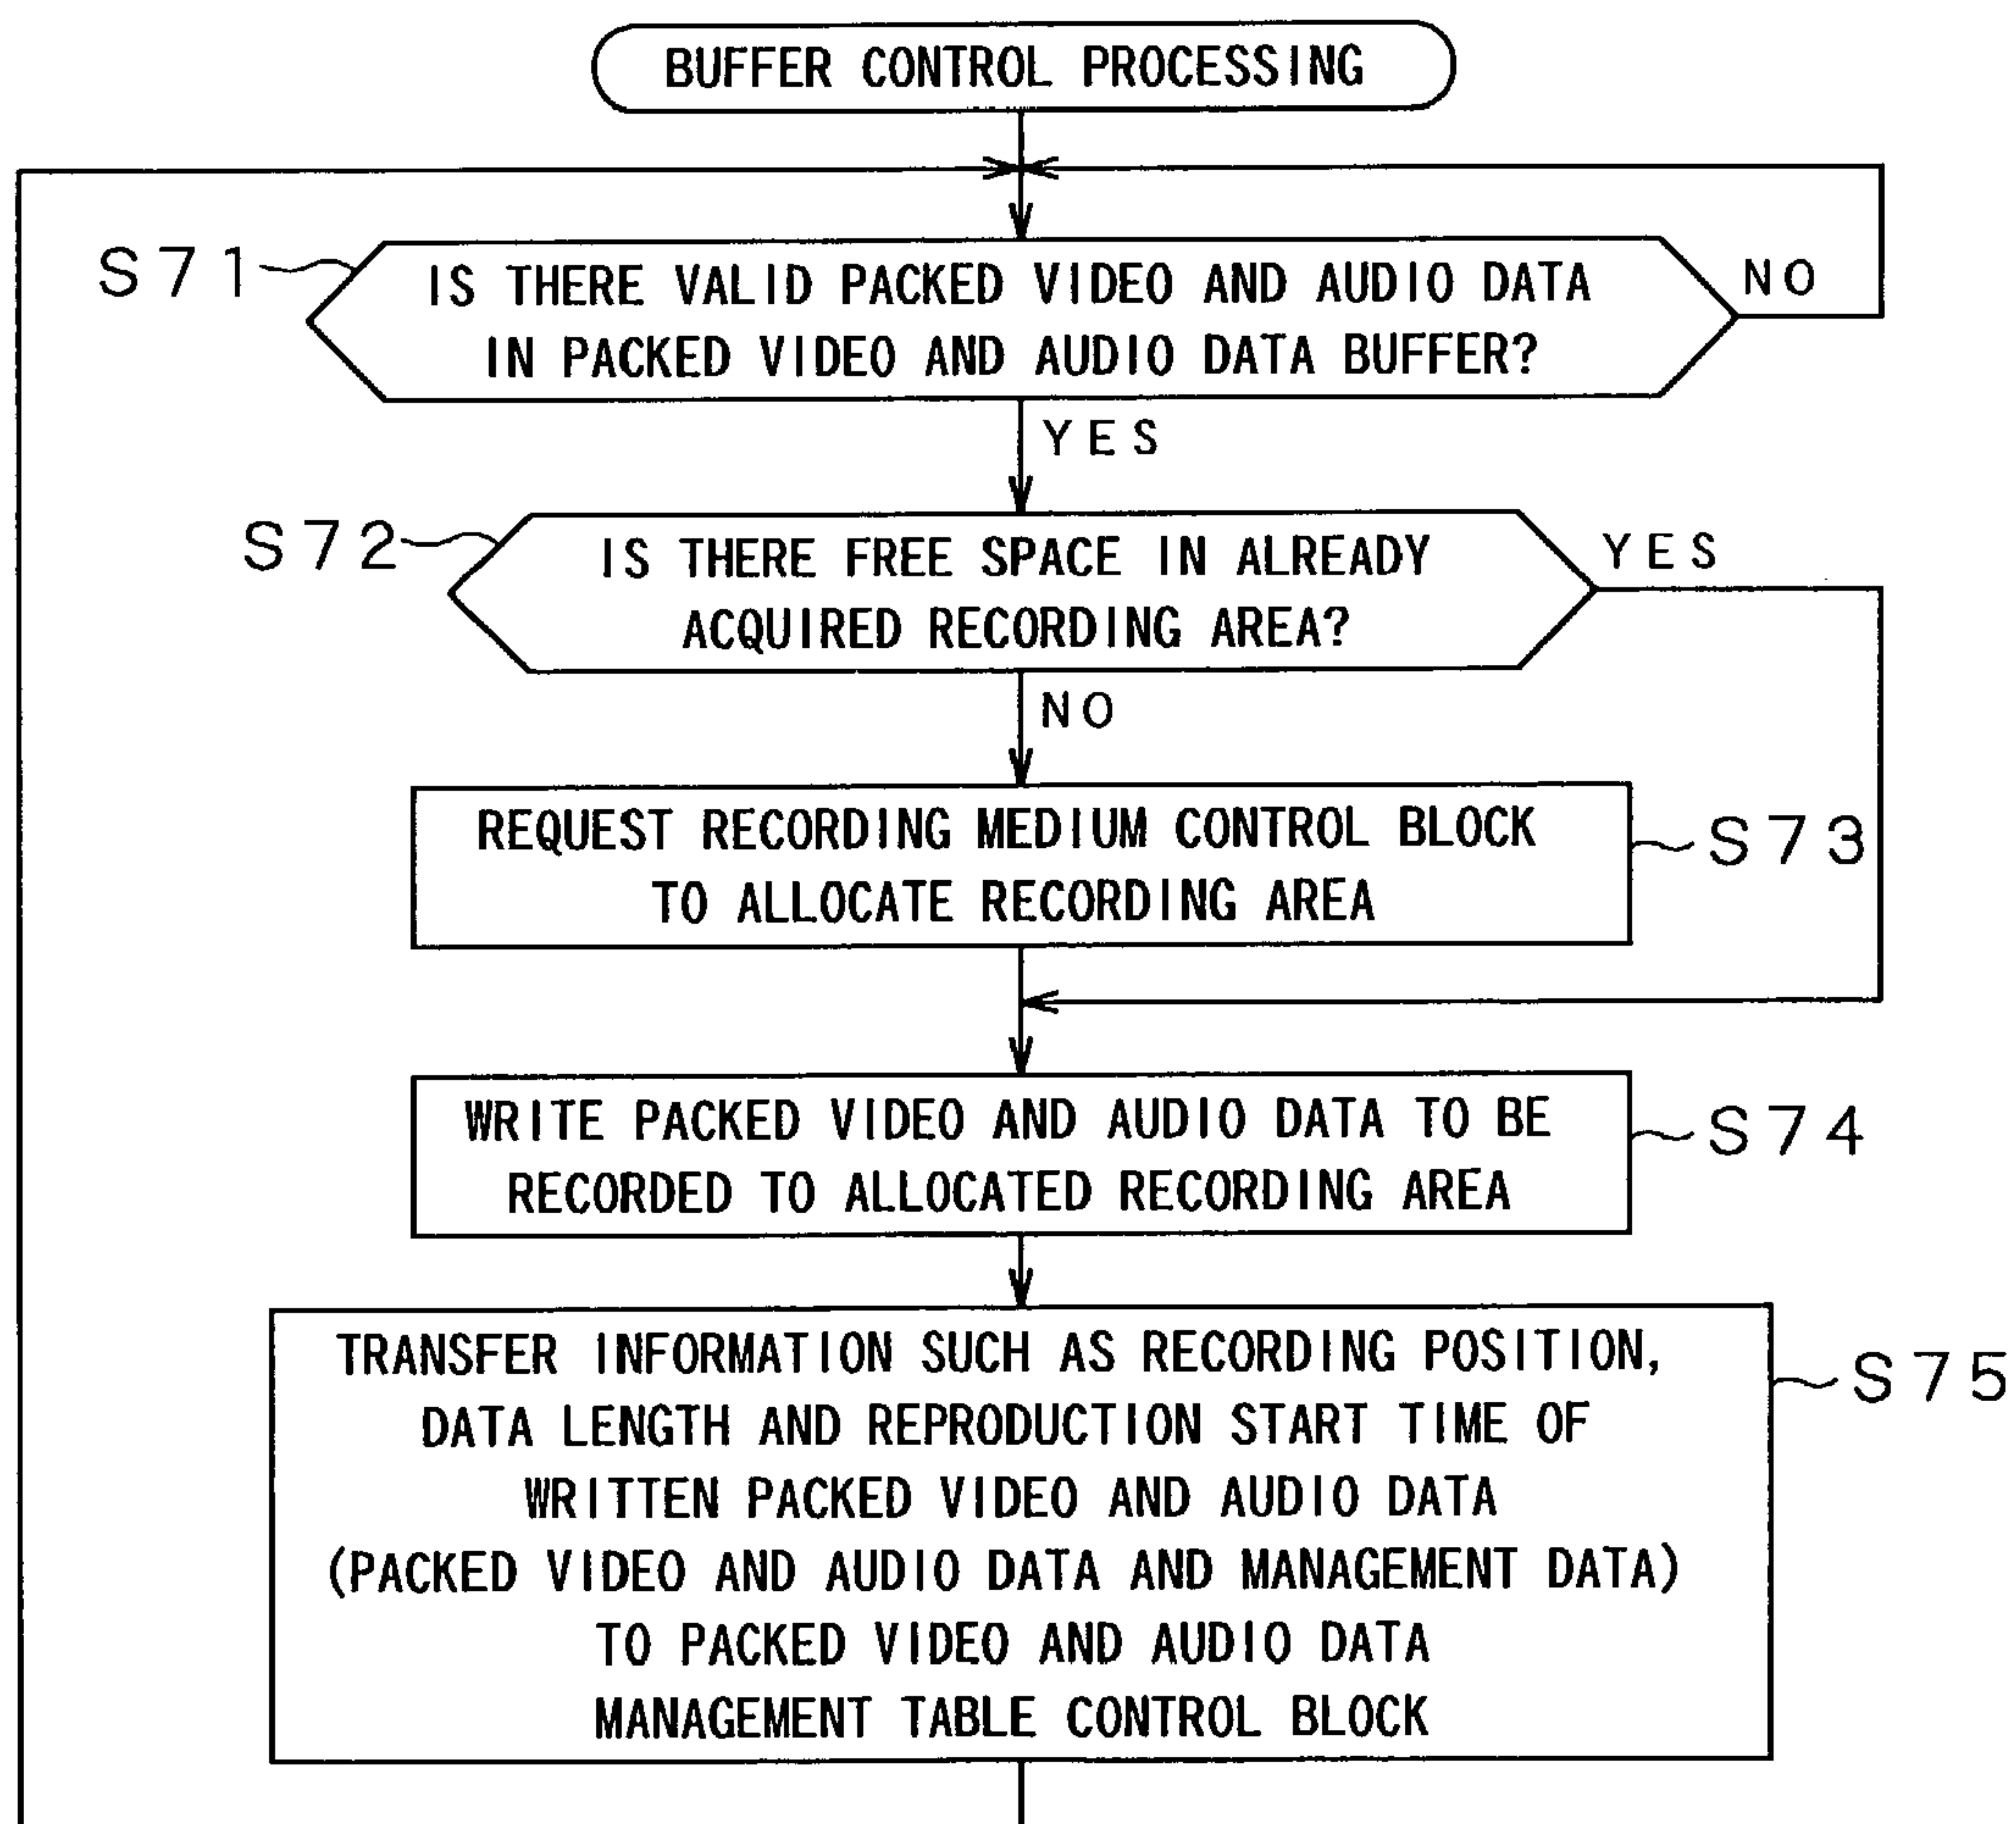 BUFFER CONTROL PROCESSING
S71
IS THERE VALID PACKED VIDEO AND AUDIO DATA
IN PACKED VIDEO AND AUDIO DATA BUFFER?
NO
YES
S72
IS THERE FREE SPACE IN ALREADY
ACQUIRED RECORDING AREA?
YES
NO
REQUEST RECORDING MEDIUM CONTROL BLOCK
TO ALLOCATE RECORDING AREA
S73
WRITE PACKED VIDEO AND AUDIO DATA TO BE
RECORDED TO ALLOCATED RECORDING AREA
S74
TRANSFER INFORMATION SUCH AS RECORDING POSITION,
DATA LENGTH AND REPRODUCTION START TIME OF
WRITTEN PACKED VIDEO AND AUDIO DATA
(PACKED VIDEO AND AUDIO DATA AND MANAGEMENT DATA)
TO PACKED VIDEO AND AUDIO DATA
MANAGEMENT TABLE CONTROL BLOCK
S75